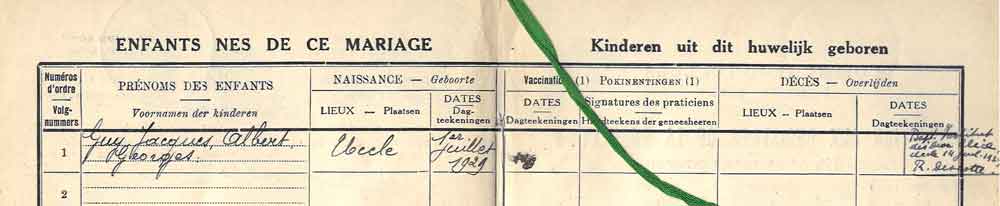 ENFANTS NES DE CE MARIAGE
Kinderen uit dit huwelijk geboren
Numéros d'ordre
Volg-nummers
PRÉNOMS DES ENFANTS
Voornamen der kinderen
NAISSANCE — Geboorte
LIEUX — Plaatsen
DATES
Dag-
teekeningen
Vaccination (1) POKINENTINGEN (1)
DATES
Dagteekeningen
Signatures des praticiens
Handteekens der geneesheeren
DÉCÈS — Overlijden
LIEUX — Plaatsen
DATES
Dagteekeningen
1
Guy, Jacques, Albert,
Georges.
Uccle
1er
Juillet
1929
2